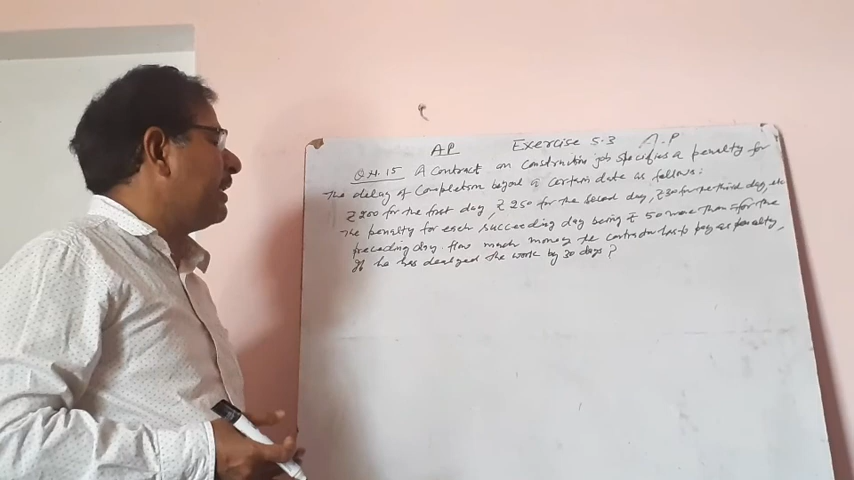 AP Exercise 5.3 A.P
Q.N.15 A contract on construction job specifies a penalty for
the delay of completion beyond a certain date as follows:
₹200 for the first day, ₹250 for the second day, ₹30 for the third day, etc
the penalty for each succeeding day being ₹ 50 more than for the
preceding day. How much money the contractor has to pay as penalty,
If he has delayed the work by 30 days?